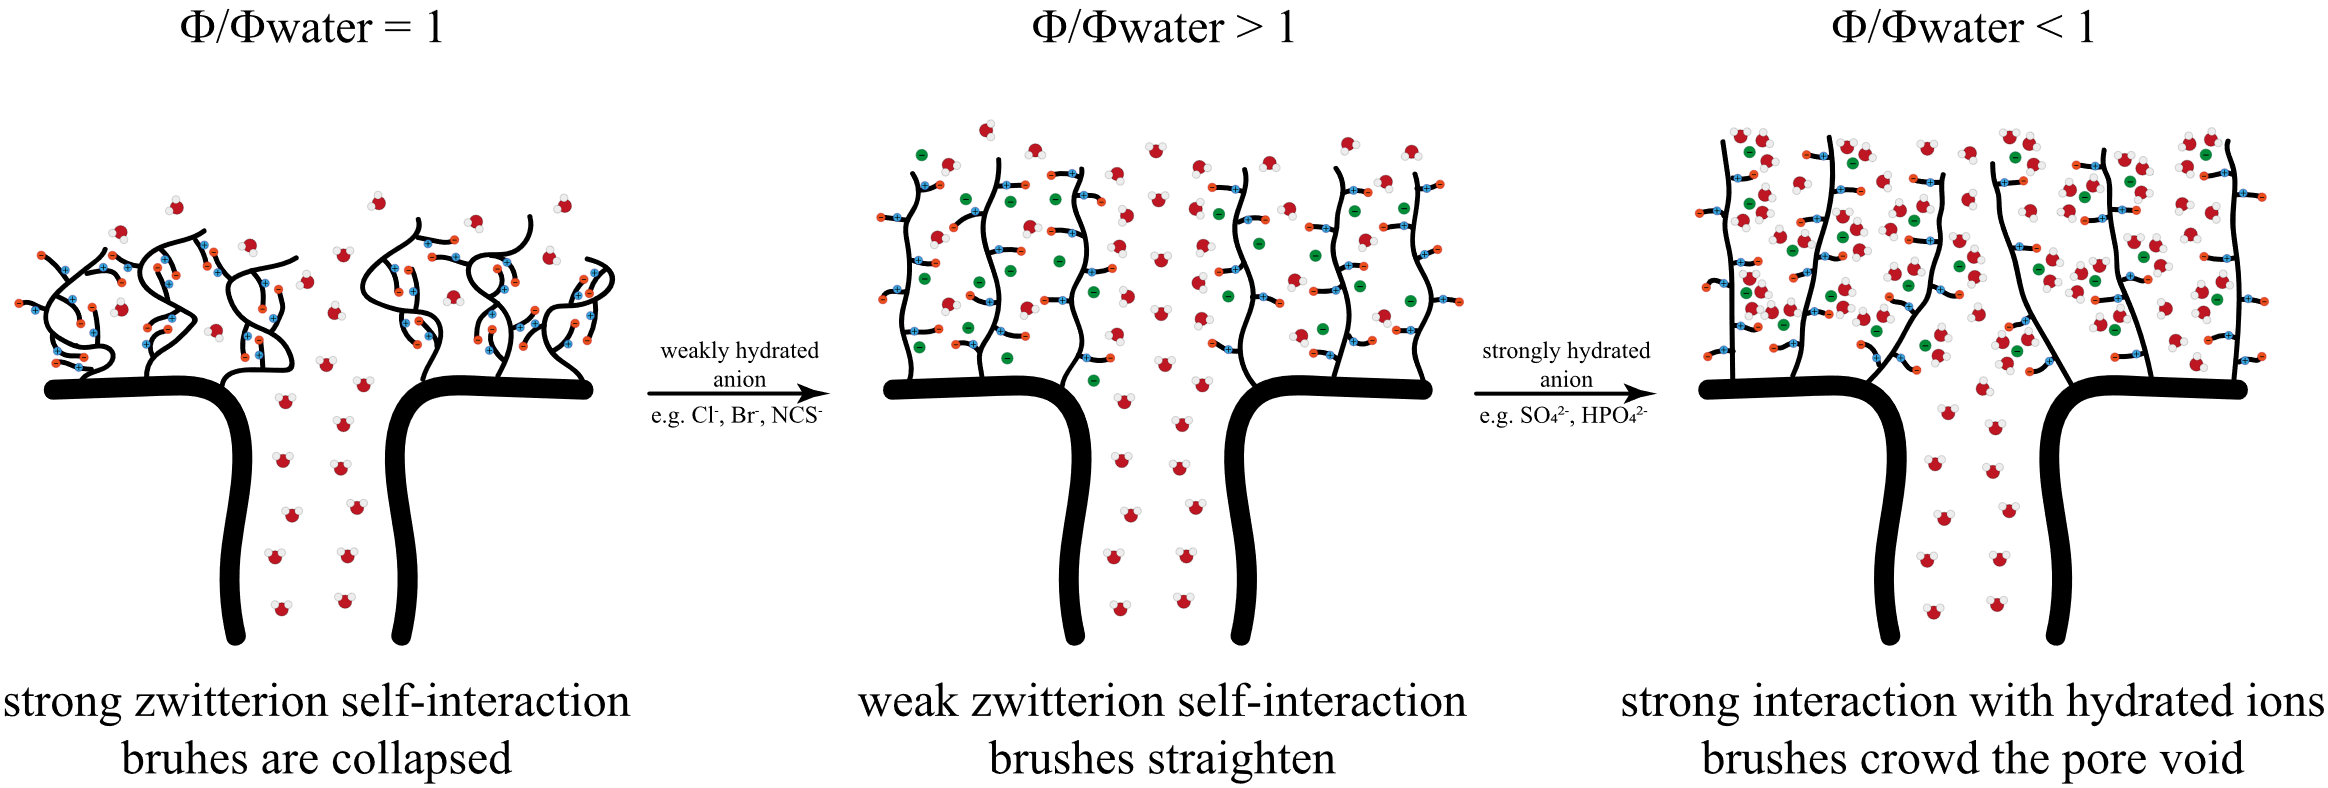 Φ/Φwater = 1
Φ/Φwater > 1
Φ/Φwater < 1
weakly hydrated
anion
e.g. Cl⁻, Br⁻, NCS⁻
strongly hydrated
anion
e.g. SO₄²⁻, HPO₄²⁻
strong zwitterion self-interaction
bruhes are collapsed
weak zwitterion self-interaction
brushes straighten
strong interaction with hydrated ions
brushes crowd the pore void